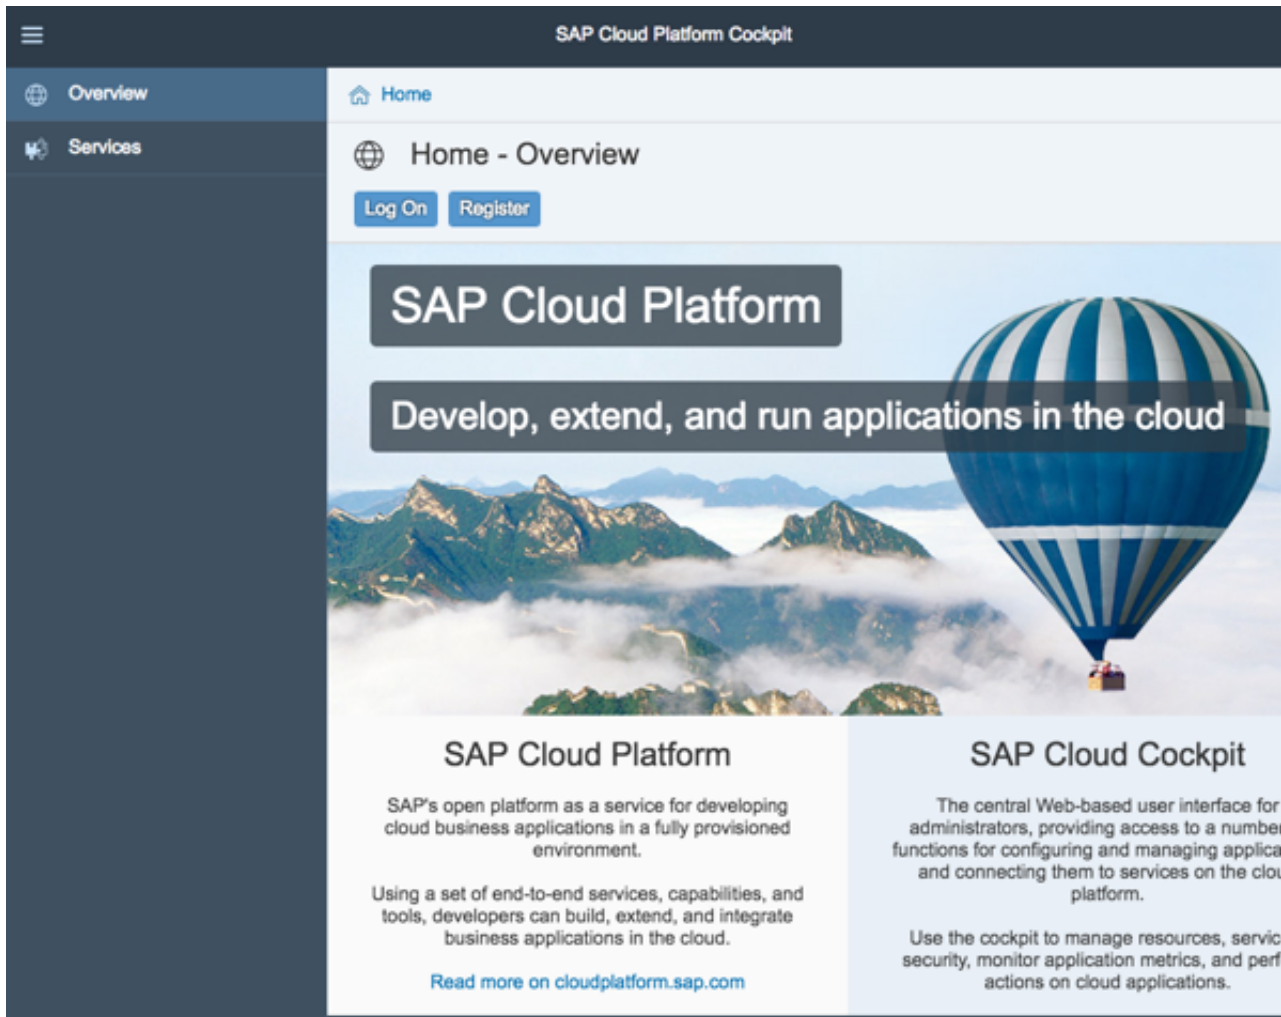 SAP Cloud Platform Cockpit
Overview
Services
Home
Home - Overview
Log On
Register
SAP Cloud Platform
Develop, extend, and run applications in the cloud
SAP Cloud Platform
SAP's open platform as a service for developing
cloud business applications in a fully provisioned
environment.
Using a set of end-to-end services, capabilities, and
tools, developers can build, extend, and integrate
business applications in the cloud.
Read more on cloudplatform.sap.com
SAP Cloud Cockpit
The central Web-based user interface for
administrators, providing access to a number
functions for configuring and managing
and connecting them to services on the
platform.
Use the cockpit to manage resources,
security, monitor application metrics, and
actions on cloud applications.